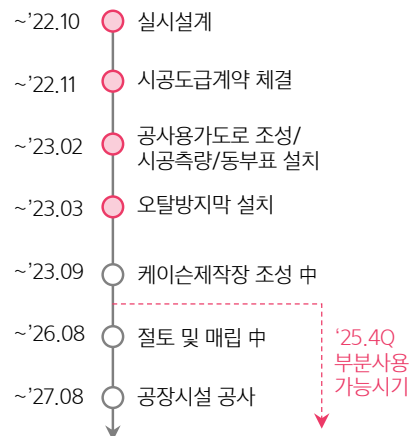 ~’22.10 실시설계
~’22.11 시공도급계약 체결
~’23.02 공사용가도로 조성/
시공측량/동부표 설치
~’23.03 오탈방지막 설치
~’23.09 케이슨제작장 조성 中
~’26.08 절토 및 매립 中
‘25.4Q
부분사용
가능시기
~’27.08 공장시설 공사